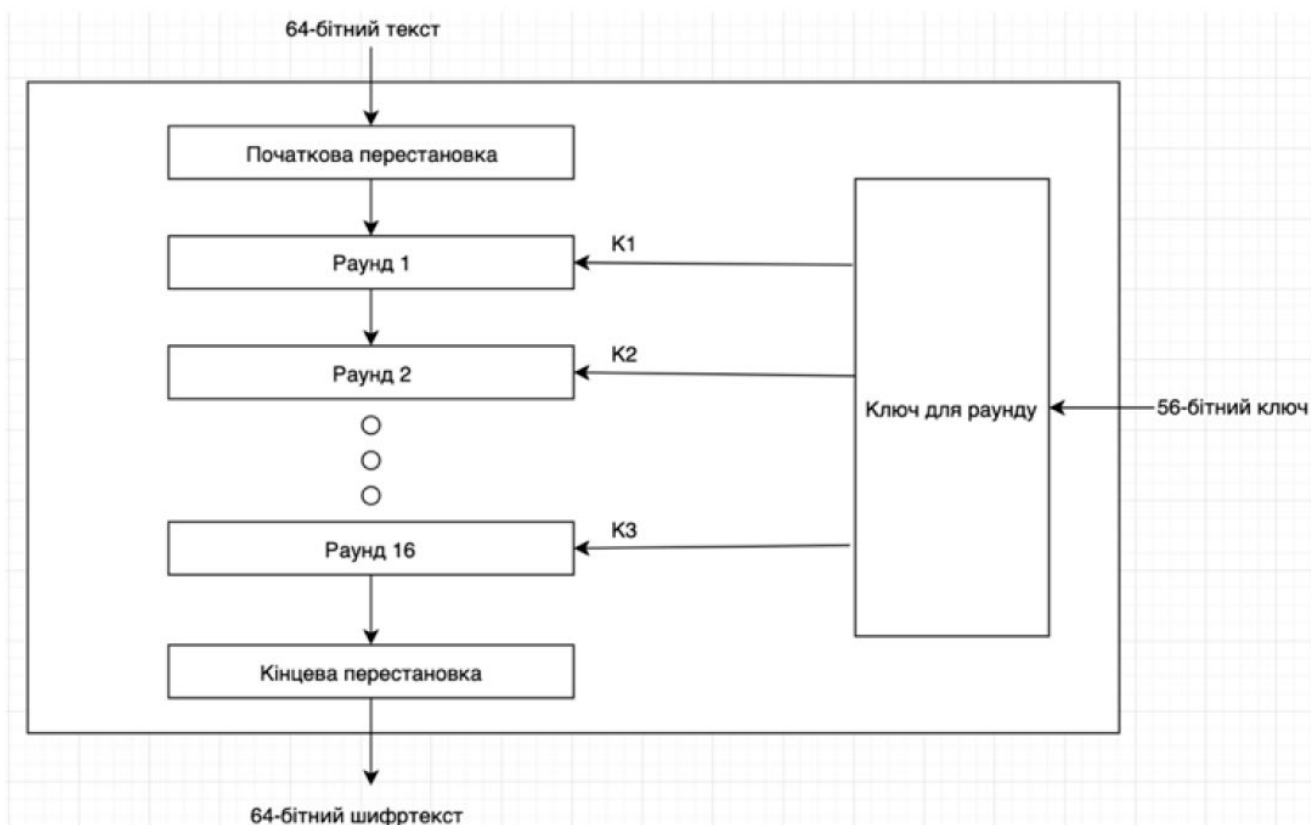 64-бітний текст
Початкова перестановка
Раунд 1
K1
Раунд 2
K2
Ключ для раунду
56-бітний ключ
Раунд 16
K3
Кінцева перестановка
64-бітний шифртекст